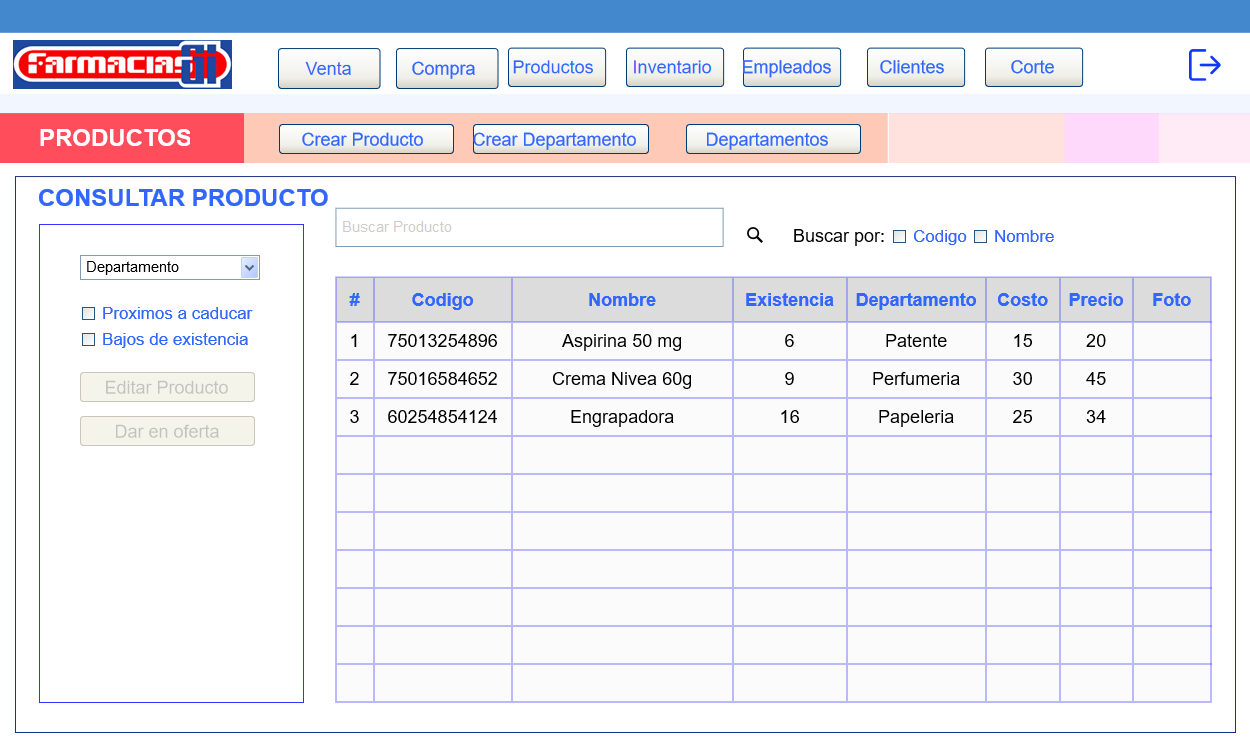 Farmacias GI
Venta Compra Productos Inventario Empleados Clientes Corte
PRODUCTOS Crear Producto Crear Departamento Departamentos
CONSULTAR PRODUCTO
Buscar Producto
Buscar por: Codigo Nombre
Departamento
Proximos a caducar
Bajos de existencia
Editar Producto
Dar en oferta
# Codigo Nombre Existencia Departamento Costo Precio Foto
1 75013254896 Aspirina 50 mg 6 Patente 15 20
2 75016584652 Crema Nivea 60g 9 Perfumeria 30 45
3 60254854124 Engrapadora 16 Papeleria 25 34